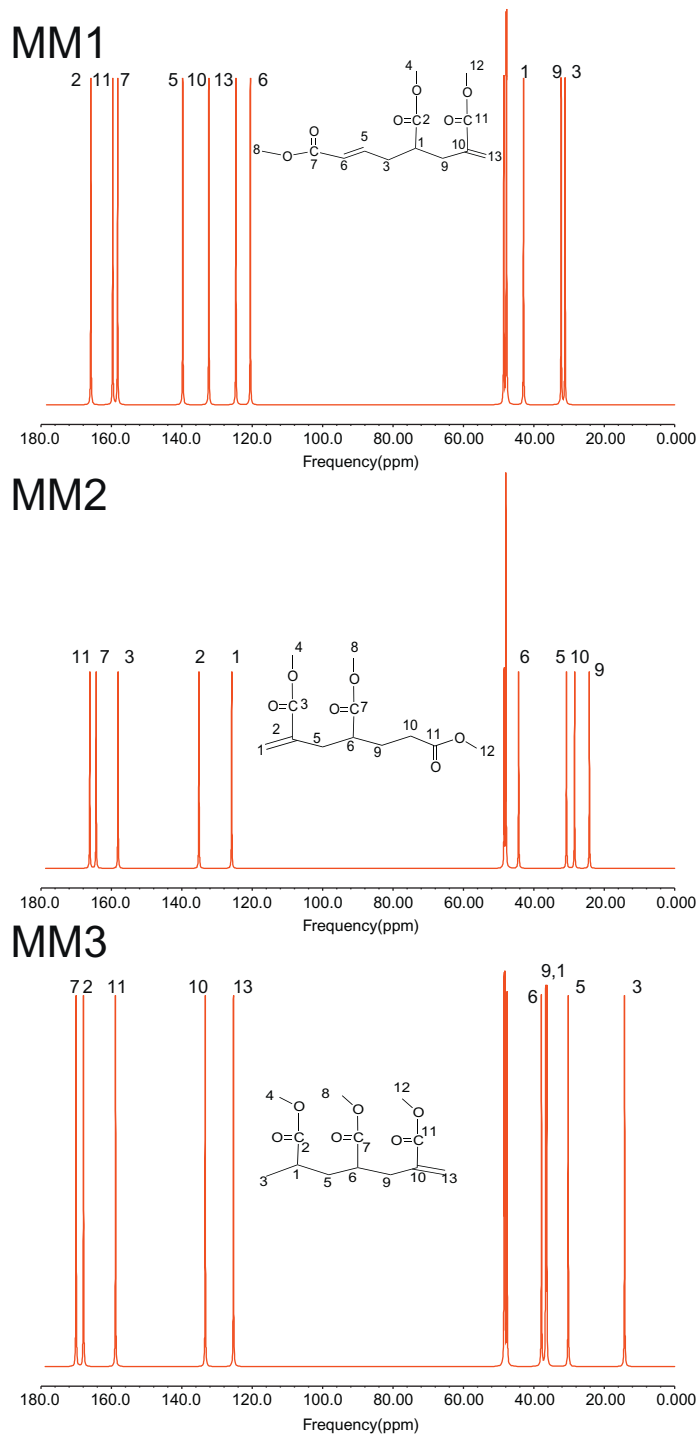 MM1
2 11 7 5 10 13 6 1 9 3
4 12
O O
O 2 O 11
O 5 1 10 13
8 O 7 6 3 9
180.0 160.0 140.0 120.0 100.0 80.00 60.00 40.00 20.00 0.000
Frequency(ppm)
MM2
11 7 3 2 1 6 5 10 9
4 8
O O
O 3 O 7
2 10 11
1 5 6 9 O 12
O
180.0 160.0 140.0 120.0 100.0 80.00 60.00 40.00 20.00 0.000
Frequency(ppm)
MM3
7 2 11 10 13 6 9,1 5 3
4 8 12
O O O
O 2 O 7 O 11
1 6 10
3 5 9 13
180.0 160.0 140.0 120.0 100.0 80.00 60.00 40.00 20.00 0.000
Frequency(ppm)